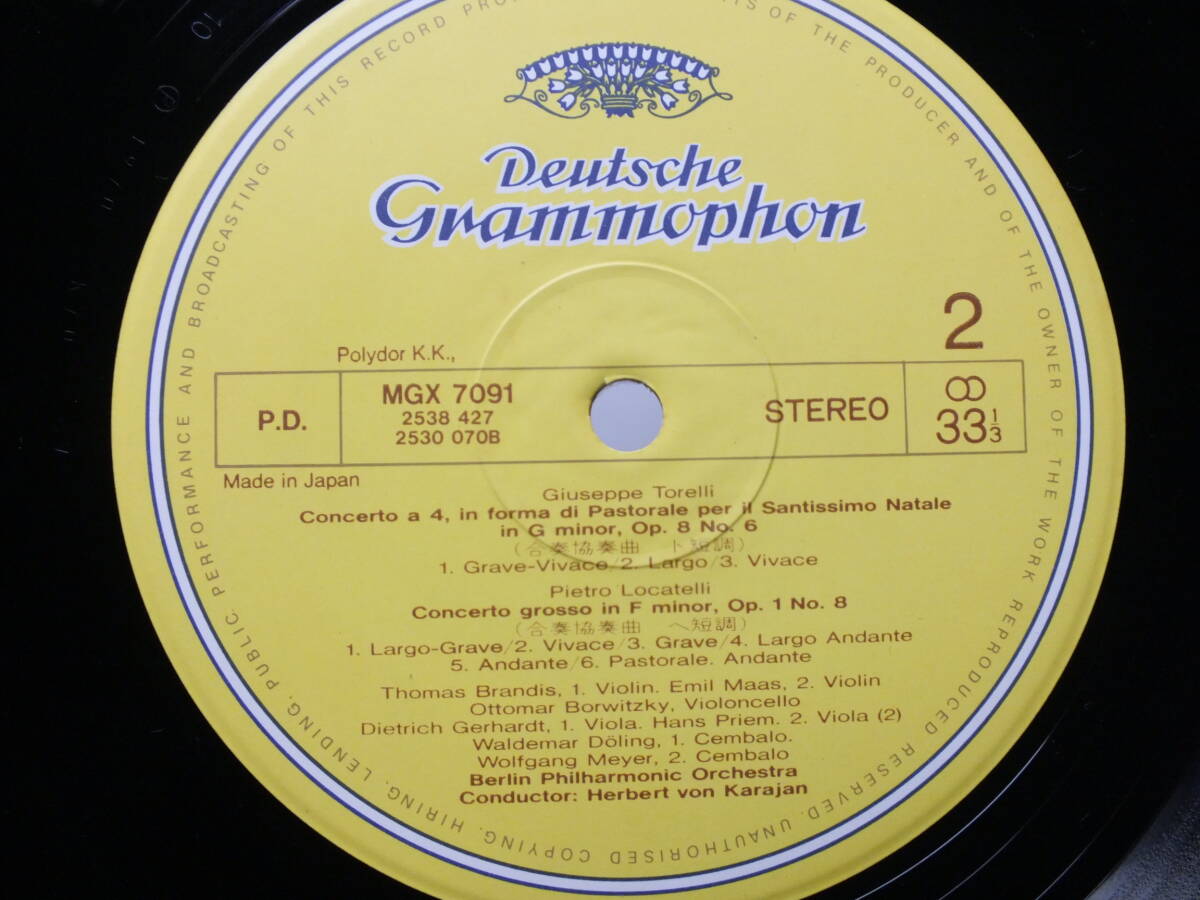 Deutsche
Grammophon
2
Polydor K.K.,
P.D.
MGX 7091
2538 427
2530 070B
STEREO
33 1/3
Made in Japan
Giuseppe Torelli
Concerto a 4, in forma di Pastorale per il Santissimo Natale
in G minor, Op. 8 No. 6
(合奏協奏曲 ト短調)
1. Grave-Vivace/2. Largo/3. Vivace
Pietro Locatelli
Concerto grosso in F minor, Op. 1 No. 8
(合奏協奏曲 ヘ短調)
1. Largo-Grave/2. Vivace/3. Grave/4. Largo Andante
5. Andante/6. Pastorale. Andante
Thomas Brandis, 1. Violin. Emil Maas, 2. Violin
Ottomar Borwitzky, Violoncello
Dietrich Gerhardt, 1. Viola. Hans Priem. 2. Viola (2)
Waldemar Döling, 1. Cembalo.
Wolfgang Meyer, 2. Cembalo
Berlin Philharmonic Orchestra
Conductor: Herbert von Karajan
TS OF THE PRODUCER AND OF THE OWNER OF THE WORK REPRODUCED RESERVED. UNAUTHORISED COPYING, HIRING, LENDING, PUBLIC PERFORMANCE AND BROADCASTING OF THIS RECORD PRO
10